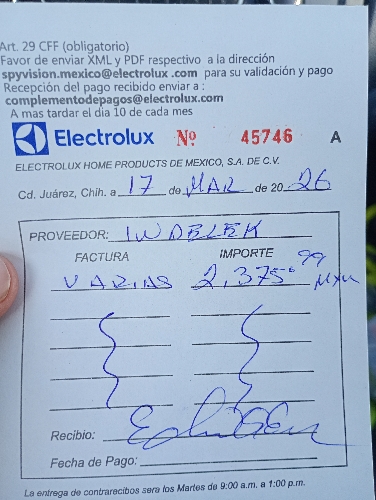 Art. 29 CFF (obligatorio)
Favor de enviar XML y PDF respectivo a la dirección
spyvision.mexico@electrolux .com para su validación y pago
Recepción del pago recibido enviar a :
complementodepagos@electrolux.com
A mas tardar el dia 10 de cada mes
Electrolux Nº 45746 A
ELECTROLUX HOME PRODUCTS DE MEXICO, S.A. DE C.V.
Cd. Juárez, Chih. a 17 de MAR de 20 26
PROVEEDOR: INDELEK
FACTURA IMPORTE
VARIAS 2,375.99 MXN
Recibio:
Fecha de Pago:
La entrega de contrarecibos sera los Martes de 9:00 a.m. a 1:00 p.m.